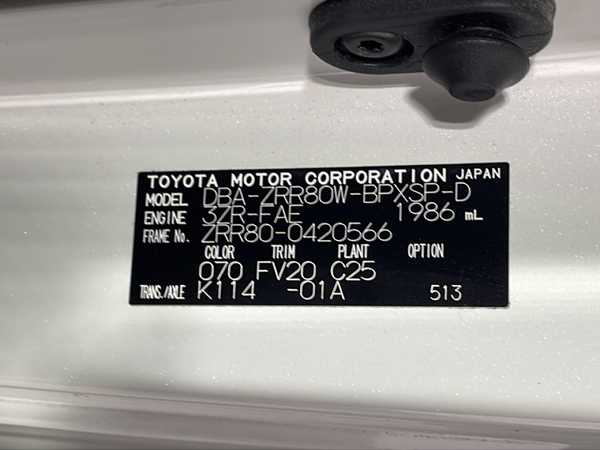 TOYOTA MOTOR CORPORATION JAPAN
MODEL DBA-ZRR80W-BPXSP-D
ENGINE 3ZR-FAE 1986 mL
FRAME No. ZRR80-0420566
COLOR TRIM PLANT OPTION
070 FV20 C25
TRANS./AXLE K114 -01A 513